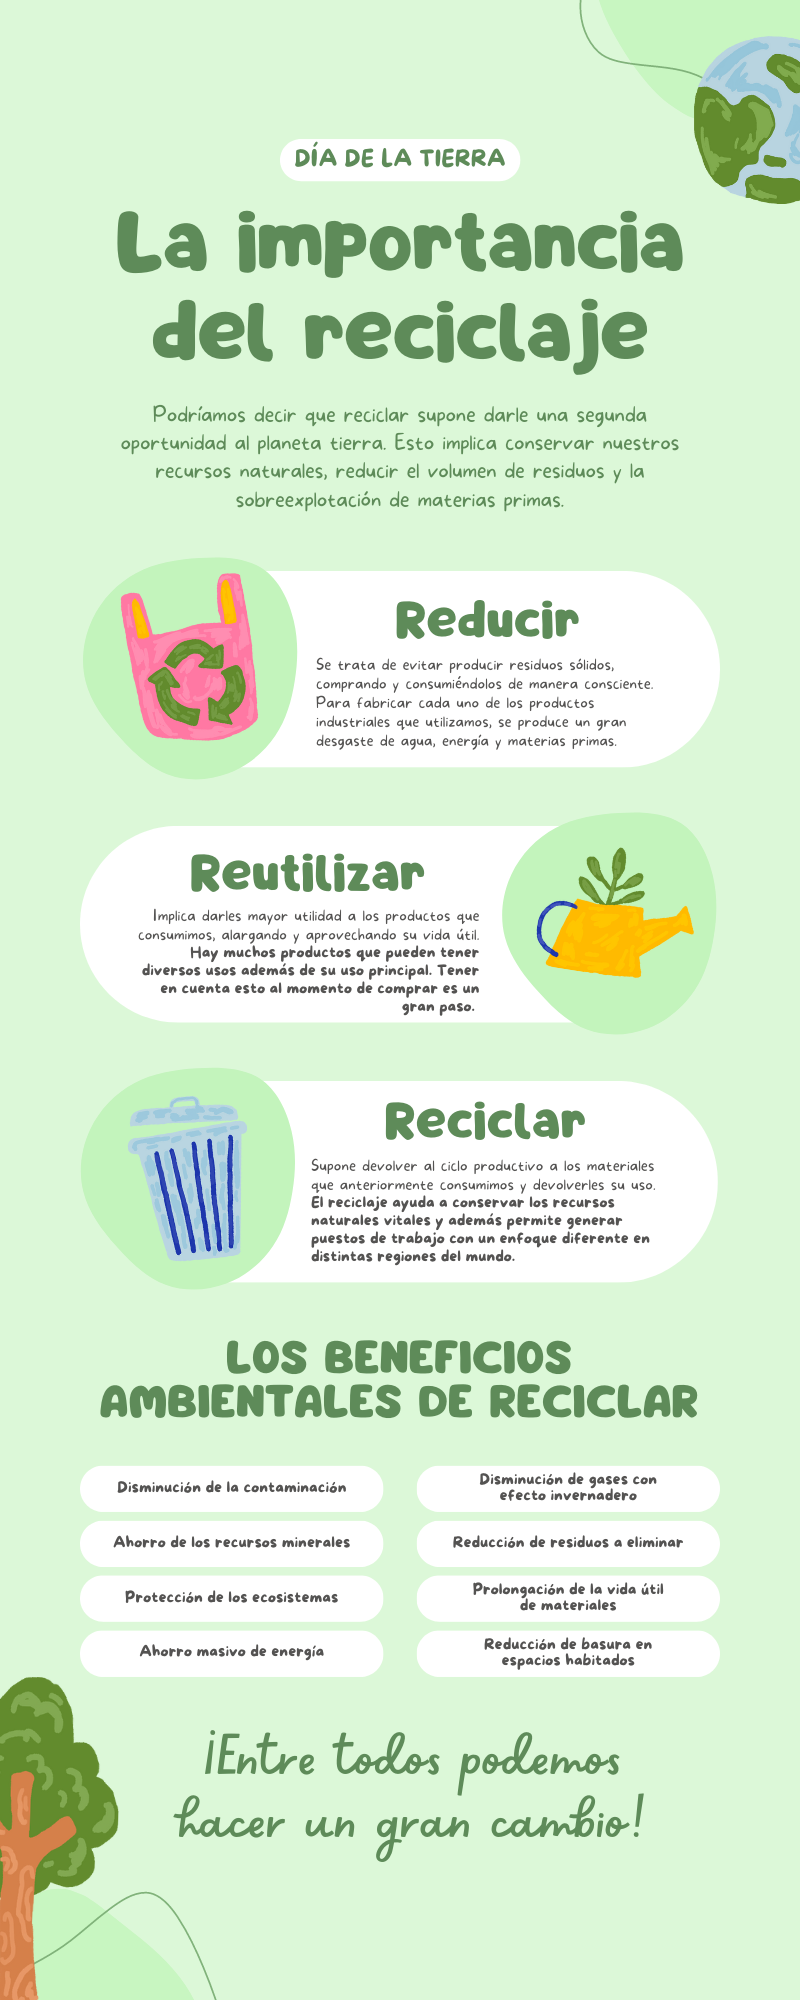 DÍA DE LA TIERRA
La importancia
del reciclaje
Podríamos decir que reciclar supone darle una segunda
oportunidad al planeta tierra. Esto implica conservar nuestros
recursos naturales, reducir el volumen de residuos y la
sobreexplotación de materias primas.
Reducir
Se trata de evitar producir residuos sólidos,
comprando y consumiéndolos de manera consciente.
Para fabricar cada uno de los productos
industriales que utilizamos, se produce un gran
desgaste de agua, energía y materias primas.
Reutilizar
Implica darles mayor utilidad a los productos que
consumimos, alargando y aprovechando su vida útil.
Hay muchos productos que pueden tener
diversos usos además de su uso principal. Tener
en cuenta esto al momento de comprar es un
gran paso.
Reciclar
Supone devolver al ciclo productivo a los materiales
que anteriormente consumimos y devolverles su uso.
El reciclaje ayuda a conservar los recursos
naturales vitales y además permite generar
puestos de trabajo con un enfoque diferente en
distintas regiones del mundo.
LOS BENEFICIOS
AMBIENTALES DE RECICLAR
Disminución de la contaminación
Disminución de gases con
efecto invernadero
Ahorro de los recursos minerales
Reducción de residuos a eliminar
Protección de los ecosistemas
Prolongación de la vida útil
de materiales
Ahorro masivo de energía
Reducción de basura en
espacios habitados
¡Entre todos podemos
hacer un gran cambio!